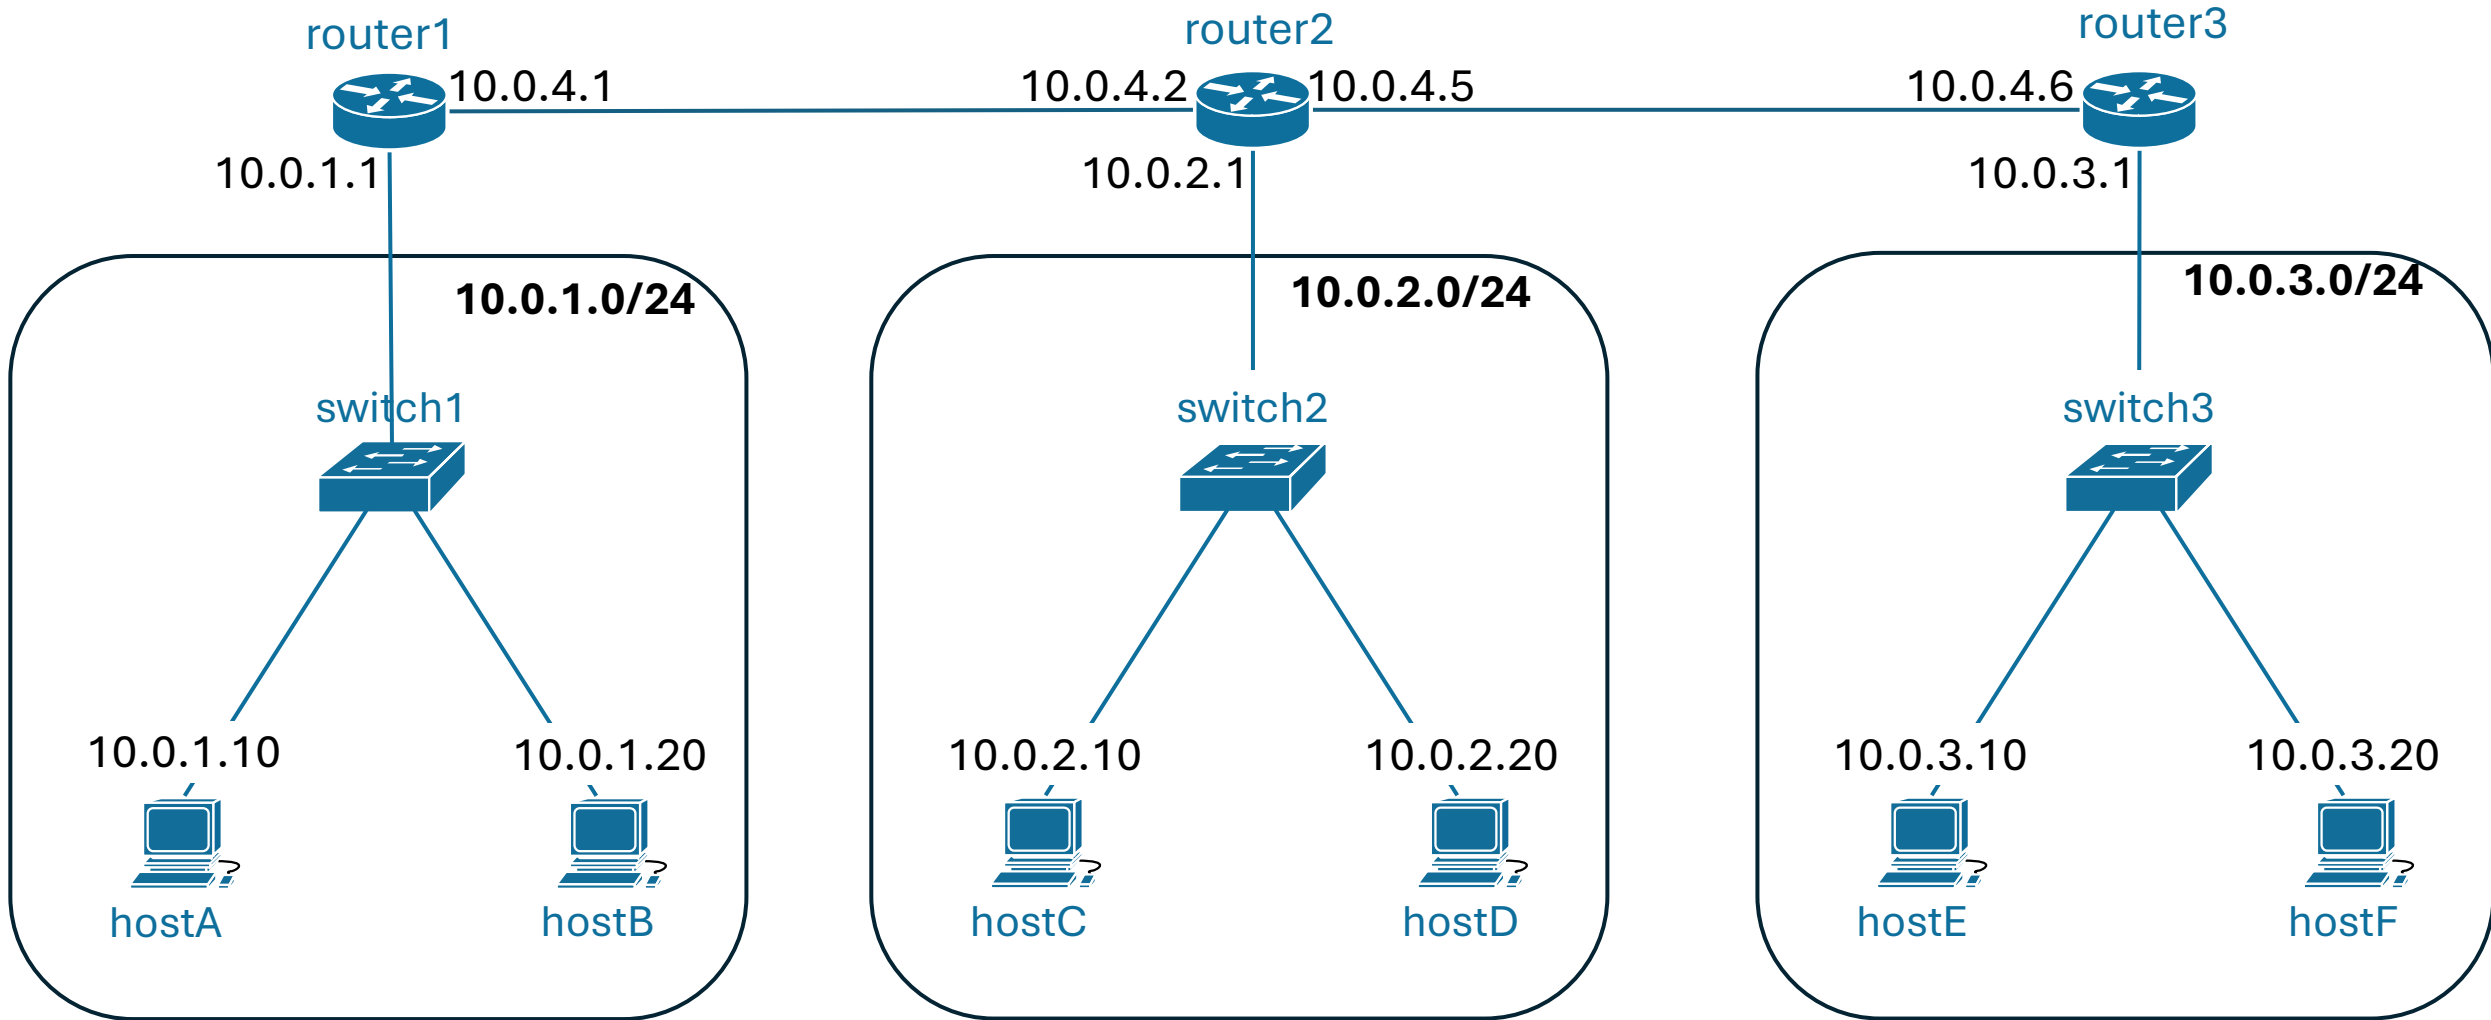 router1
router2
router3
10.0.4.1
10.0.4.2
10.0.4.5
10.0.4.6
10.0.1.1
10.0.2.1
10.0.3.1
10.0.1.0/24
10.0.2.0/24
10.0.3.0/24
switch1
switch2
switch3
10.0.1.10
10.0.1.20
10.0.2.10
10.0.2.20
10.0.3.10
10.0.3.20
hostA
hostB
hostC
hostD
hostE
hostF